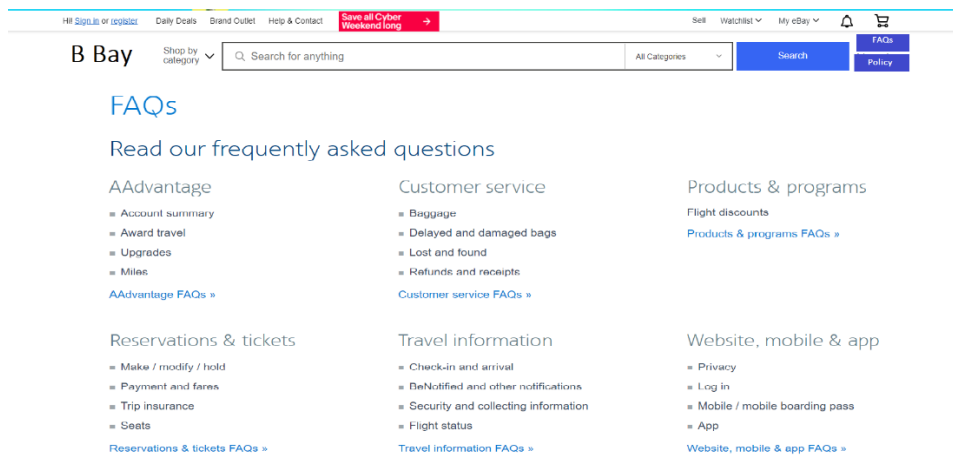 Hi! Sign in or register Daily Deals Brand Outlet Help & Contact Save all Cyber Weekend long → Sell Watchlist My eBay
B Bay Shop by category Search for anything All Categories Search FAQs
Policy
FAQs
Read our frequently asked questions
AAdvantage
Account summary
Award travel
Upgrades
Miles
AAdvantage FAQs »
Customer service
Baggage
Delayed and damaged bags
Lost and found
Refunds and receipts
Customer service FAQs »
Products & programs
Flight discounts
Products & programs FAQs »
Reservations & tickets
Make / modify / hold
Payment and fares
Trip insurance
Seats
Reservations & tickets FAQs »
Travel information
Check-in and arrival
BeNotified and other notifications
Security and collecting information
Flight status
Travel information FAQs »
Website, mobile & app
Privacy
Log in
Mobile / mobile boarding pass
App
Website, mobile & app FAQs »